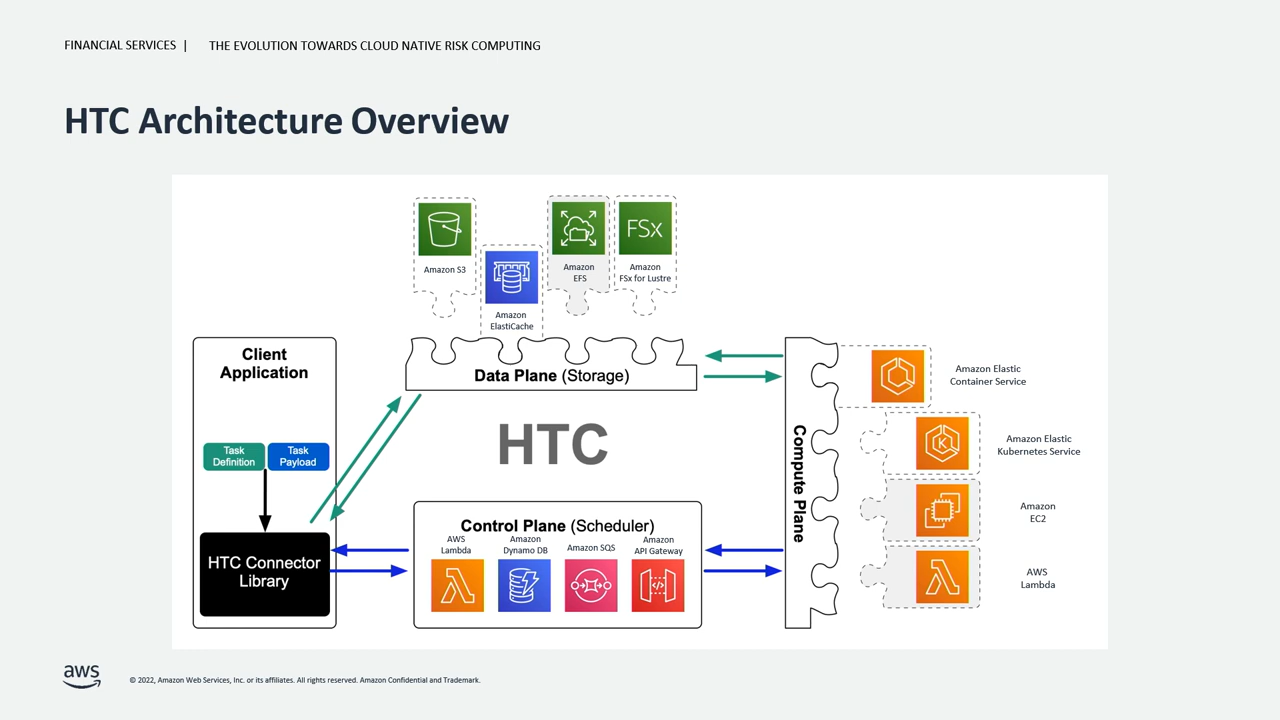 FINANCIAL SERVICES | THE EVOLUTION TOWARDS CLOUD NATIVE RISK COMPUTING
HTC Architecture Overview
Amazon S3
Amazon
ElastiCache
Amazon
EFS
FSx
Amazon
FSx for Lustre
Client
Application
Task
Definition
Task
Payload
HTC Connector
Library
Data Plane (Storage)
HTC
Control Plane (Scheduler)
AWS
Lambda
Amazon
Dynamo DB
Amazon SQS
Amazon
API Gateway
Compute Plane
Amazon Elastic
Container Service
K
Amazon Elastic
Kubernetes Service
Amazon
EC2
AWS
Lambda
aws
© 2022, Amazon Web Services, Inc. or its affiliates. All rights reserved. Amazon Confidential and Trademark.